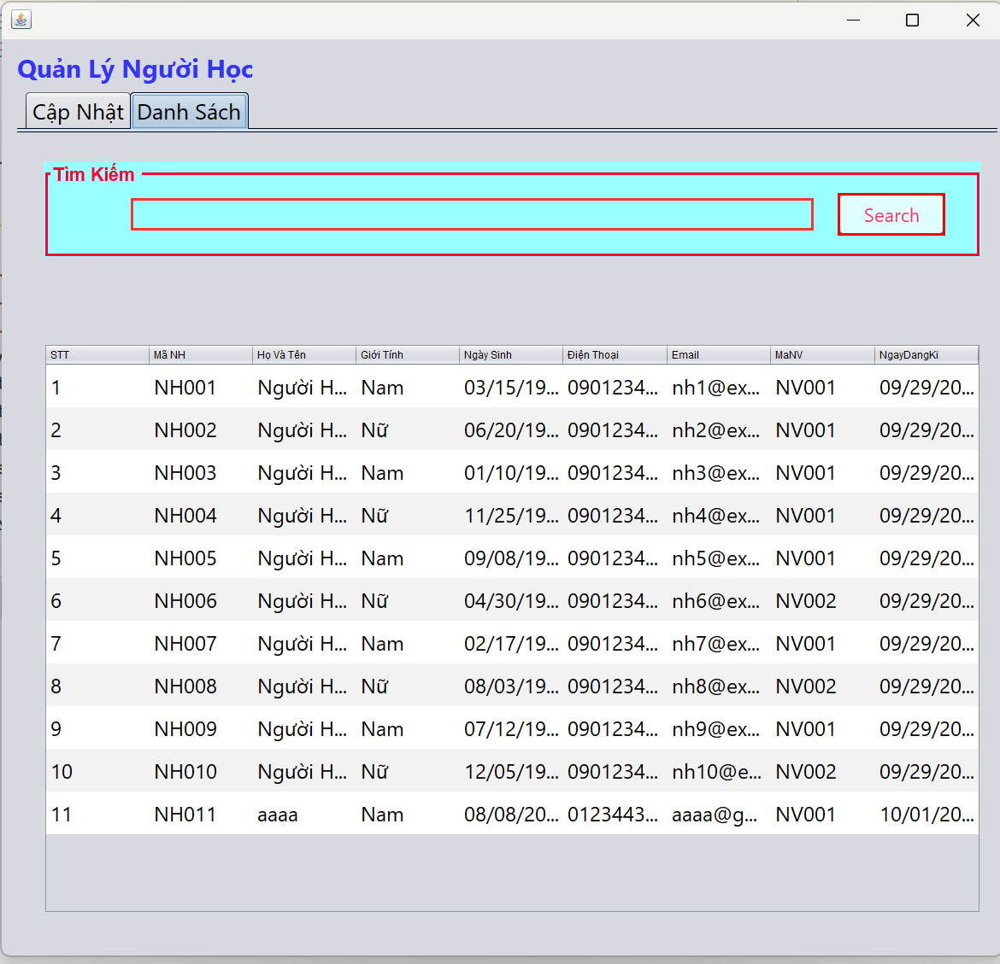 Quản Lý Người Học
Cập Nhật Danh Sách
Tìm Kiếm
Search
STT Mã NH Họ Và Tên Giới Tính Ngày Sinh Điện Thoại Email MaNV NgayDangKi
1 NH001 Người H... Nam 03/15/19... 0901234... nh1@ex... NV001 09/29/20...
2 NH002 Người H... Nữ 06/20/19... 0901234... nh2@ex... NV001 09/29/20...
3 NH003 Người H... Nam 01/10/19... 0901234... nh3@ex... NV001 09/29/20...
4 NH004 Người H... Nữ 11/25/19... 0901234... nh4@ex... NV001 09/29/20...
5 NH005 Người H... Nam 09/08/19... 0901234... nh5@ex... NV001 09/29/20...
6 NH006 Người H... Nữ 04/30/19... 0901234... nh6@ex... NV002 09/29/20...
7 NH007 Người H... Nam 02/17/19... 0901234... nh7@ex... NV001 09/29/20...
8 NH008 Người H... Nữ 08/03/19... 0901234... nh8@ex... NV002 09/29/20...
9 NH009 Người H... Nam 07/12/19... 0901234... nh9@ex... NV001 09/29/20...
10 NH010 Người H... Nữ 12/05/19... 0901234... nh10@e... NV002 09/29/20...
11 NH011 aaaa Nam 08/08/20... 0123443... aaaa@g... NV001 10/01/20...